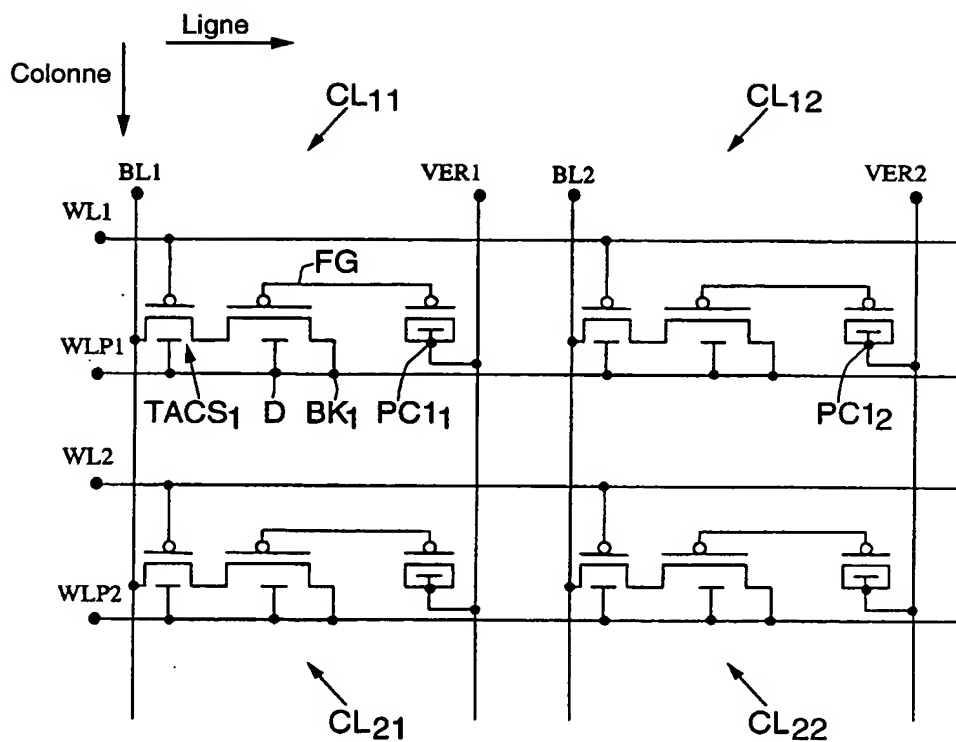 Ligne
Colonne
CL11
CL12
BL1
VER1
BL2
VER2
WL1
FG
WLP1
TACS1
D
BK1
PC11
PC12
WL2
WLP2
CL21
CL22